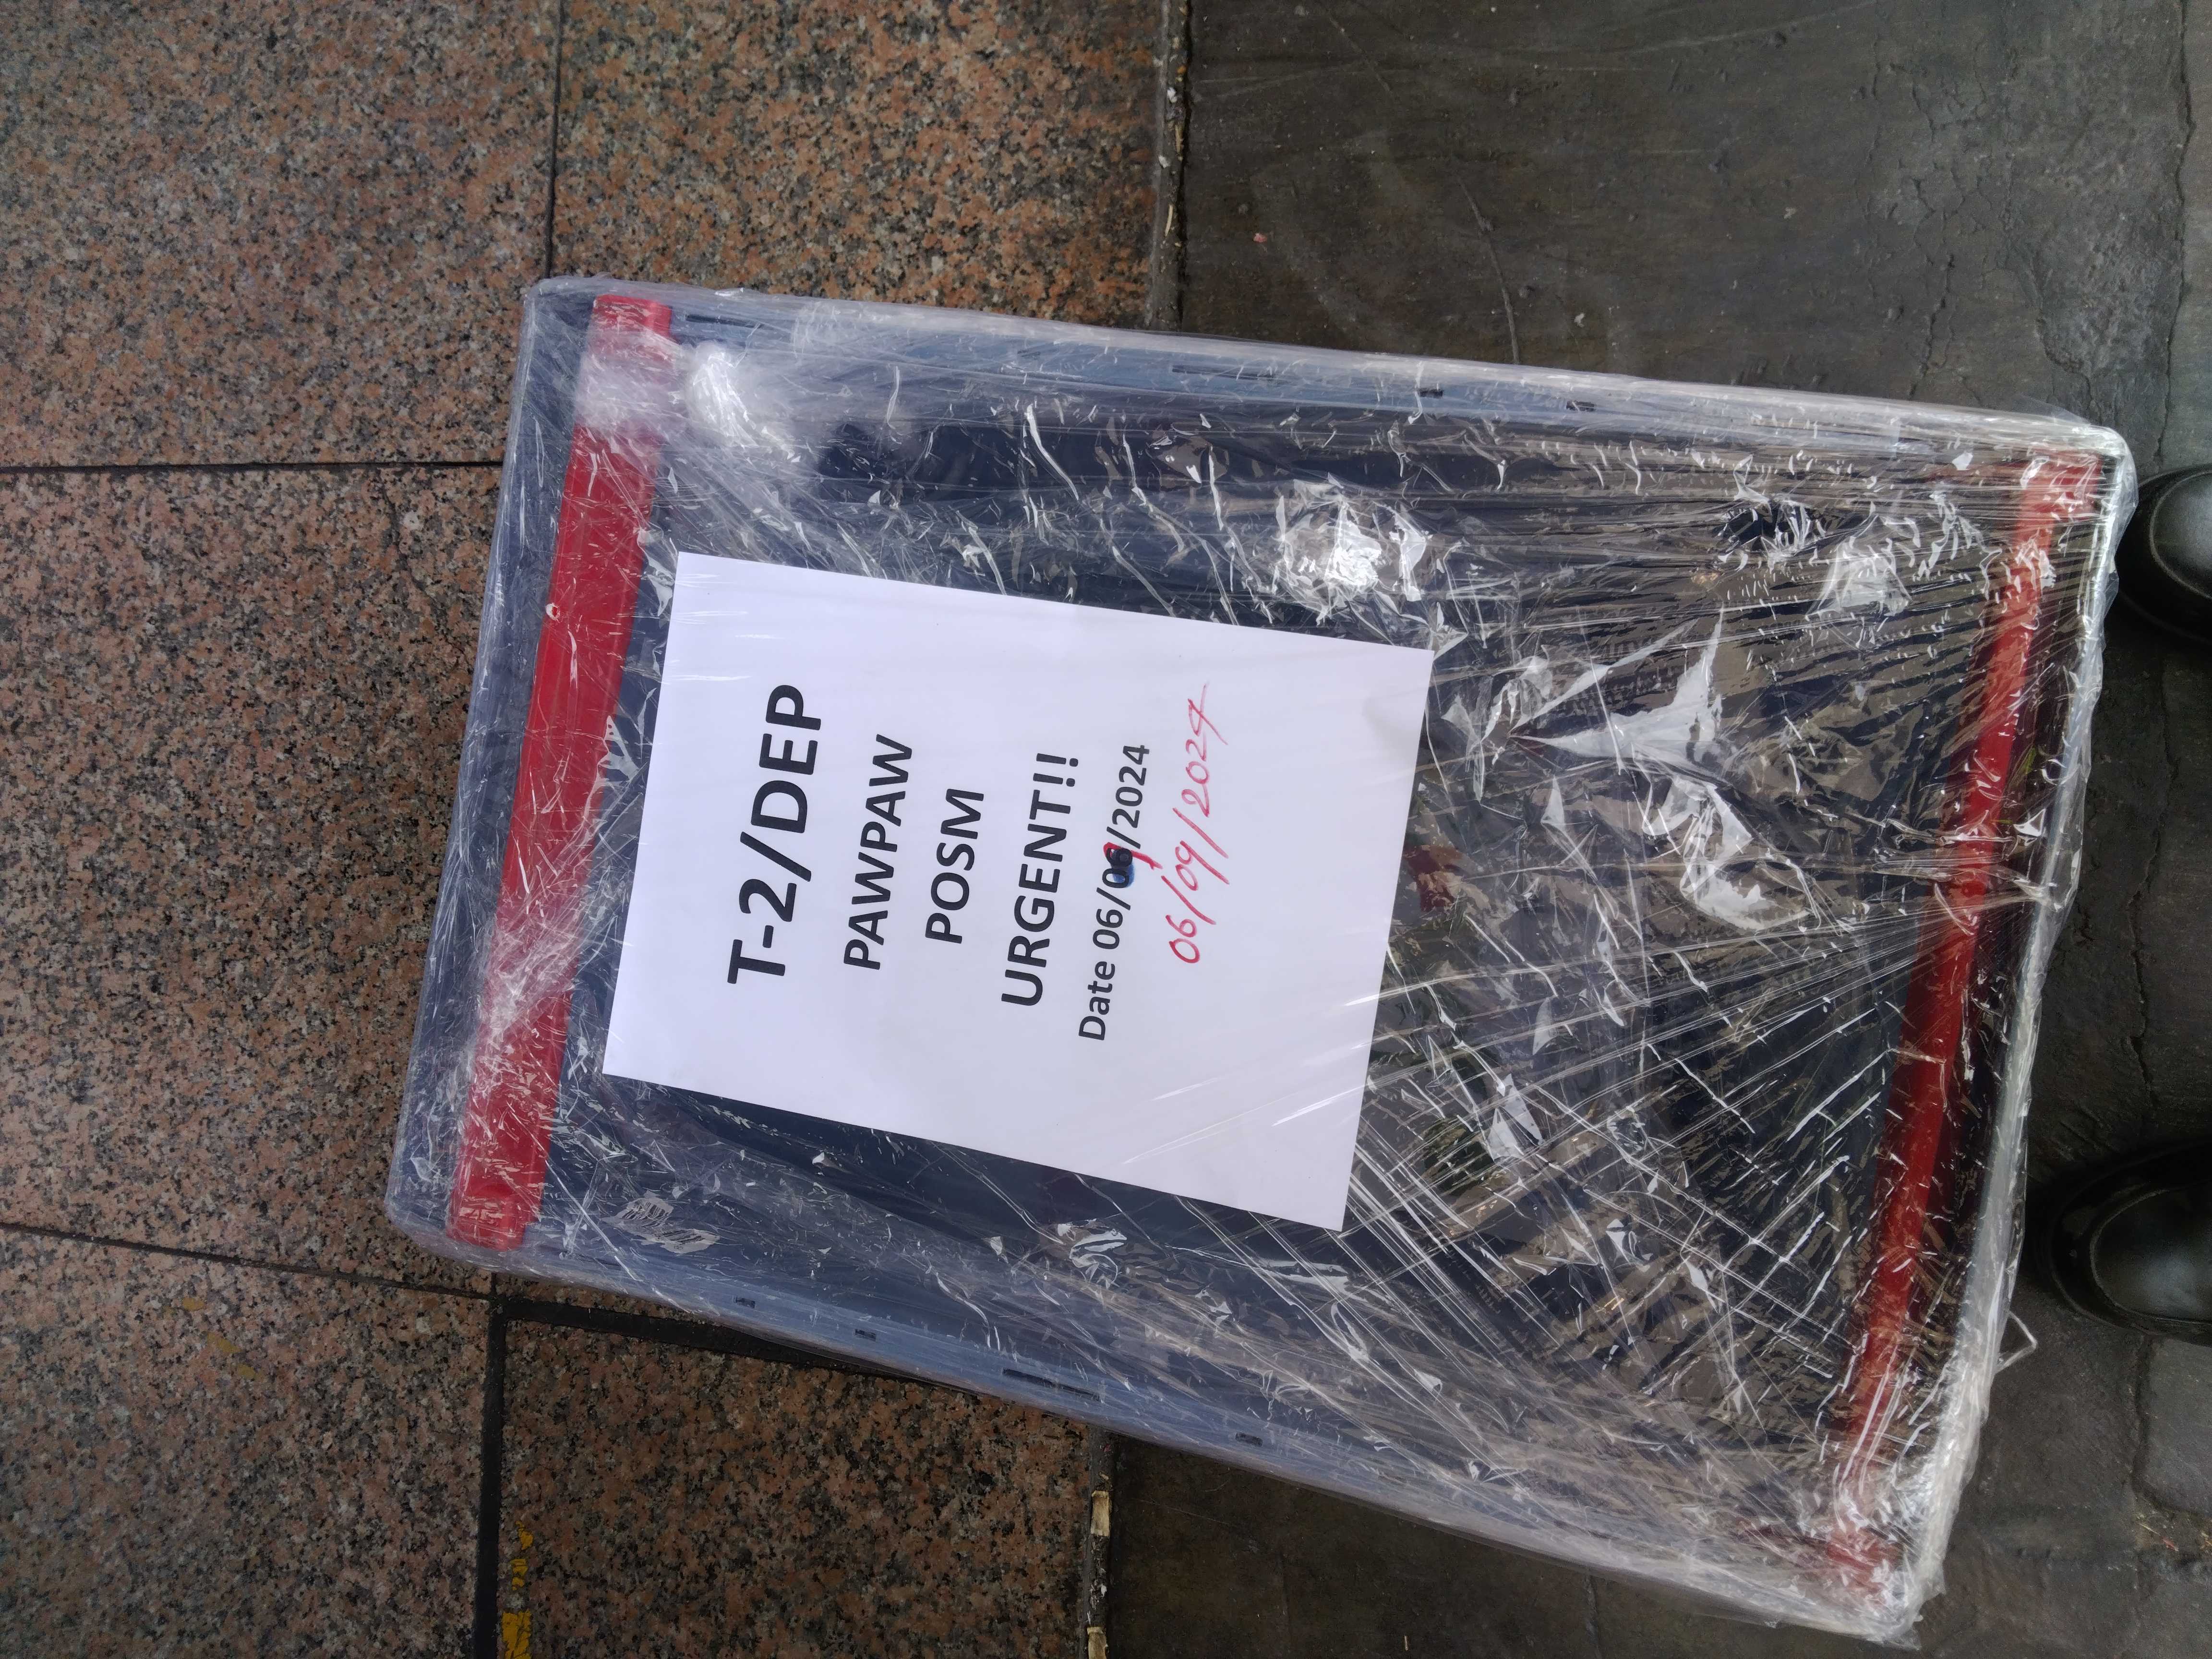 T-2/DEP
PAWPAW
POSM
URGENT!!
Date 06/09/2024
06/09/2024